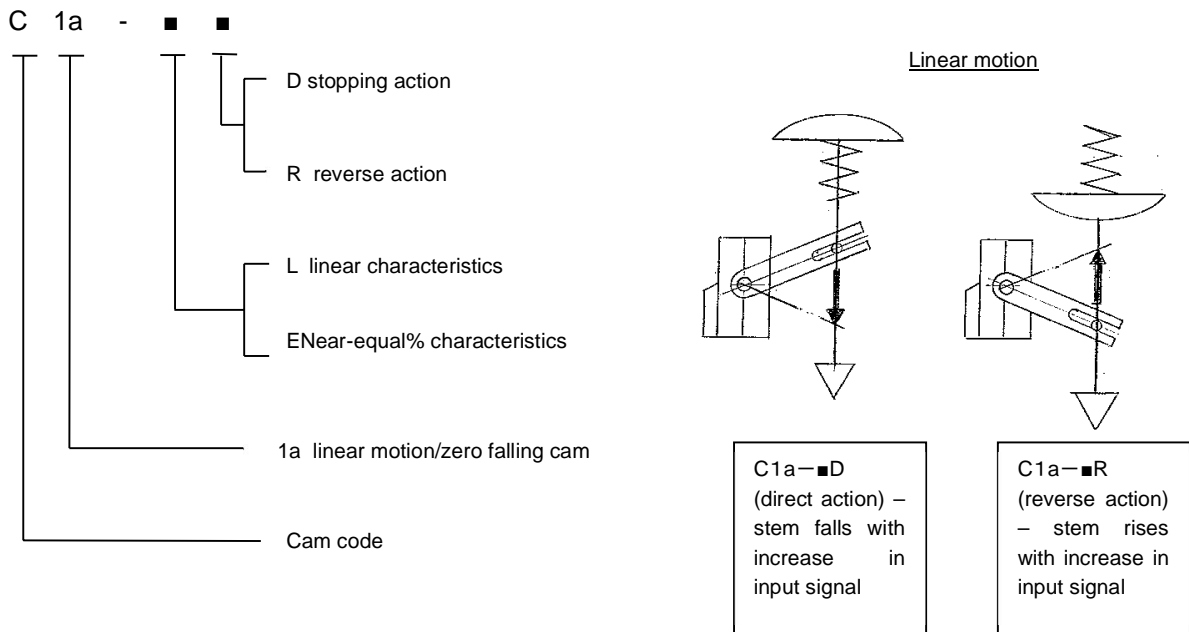 C 1a - ■ ■
D stopping action
R reverse action
L linear characteristics
ENear-equal% characteristics
1a linear motion/zero falling cam
Cam code
Linear motion
C1a－■D
(direct action) –
stem falls with
increase in
input signal
C1a－■R
(reverse action)
– stem rises
with increase in
input signal